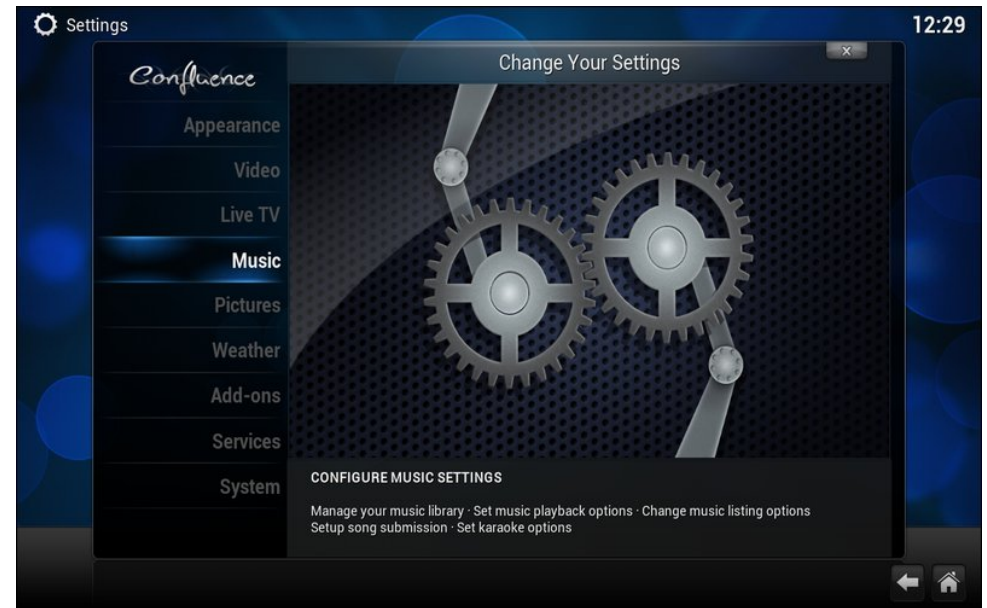 Settings
12:29
Confluence
Change Your Settings
X
Appearance
Video
Live TV
Music
Pictures
Weather
Add-ons
Services
System
CONFIGURE MUSIC SETTINGS
Manage your music library · Set music playback options · Change music listing options
Setup song submission · Set karaoke options